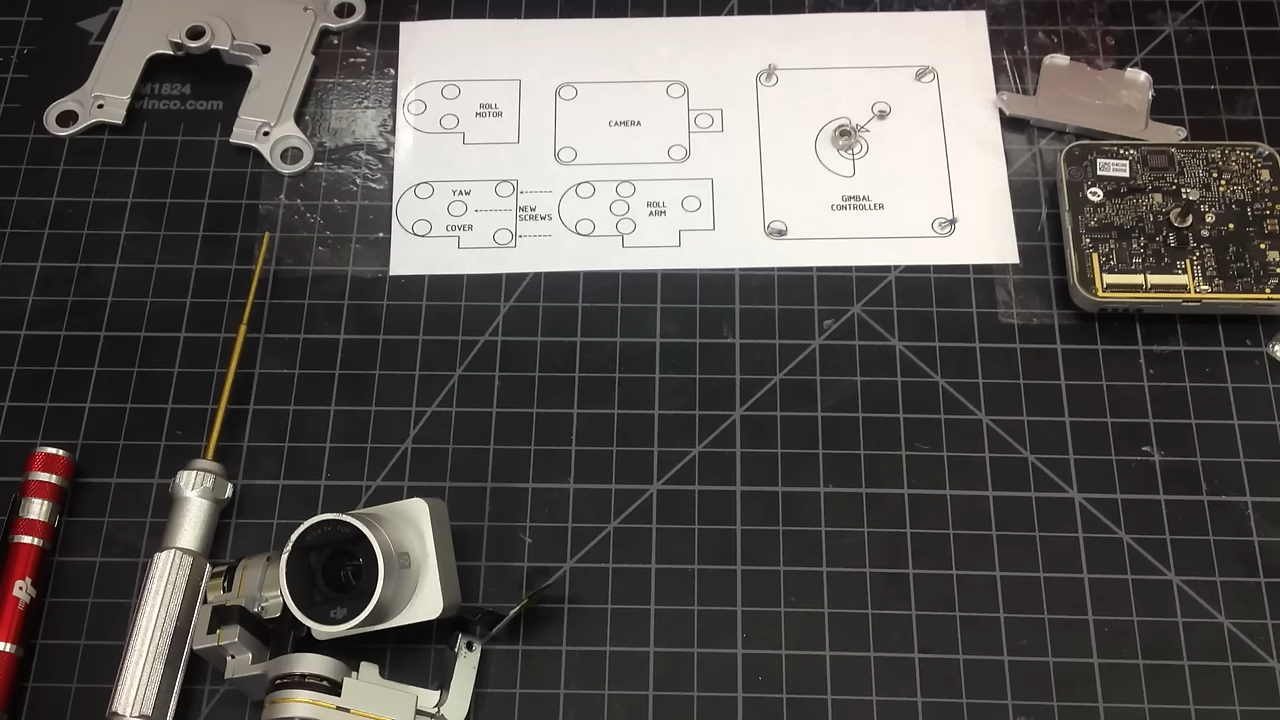 M1824
vinco.com
ROLL
MOTOR
CAMERA
YAW
COVER
NEW
SCREWS
ROLL
ARM
GIMBAL
CONTROLLER
dji